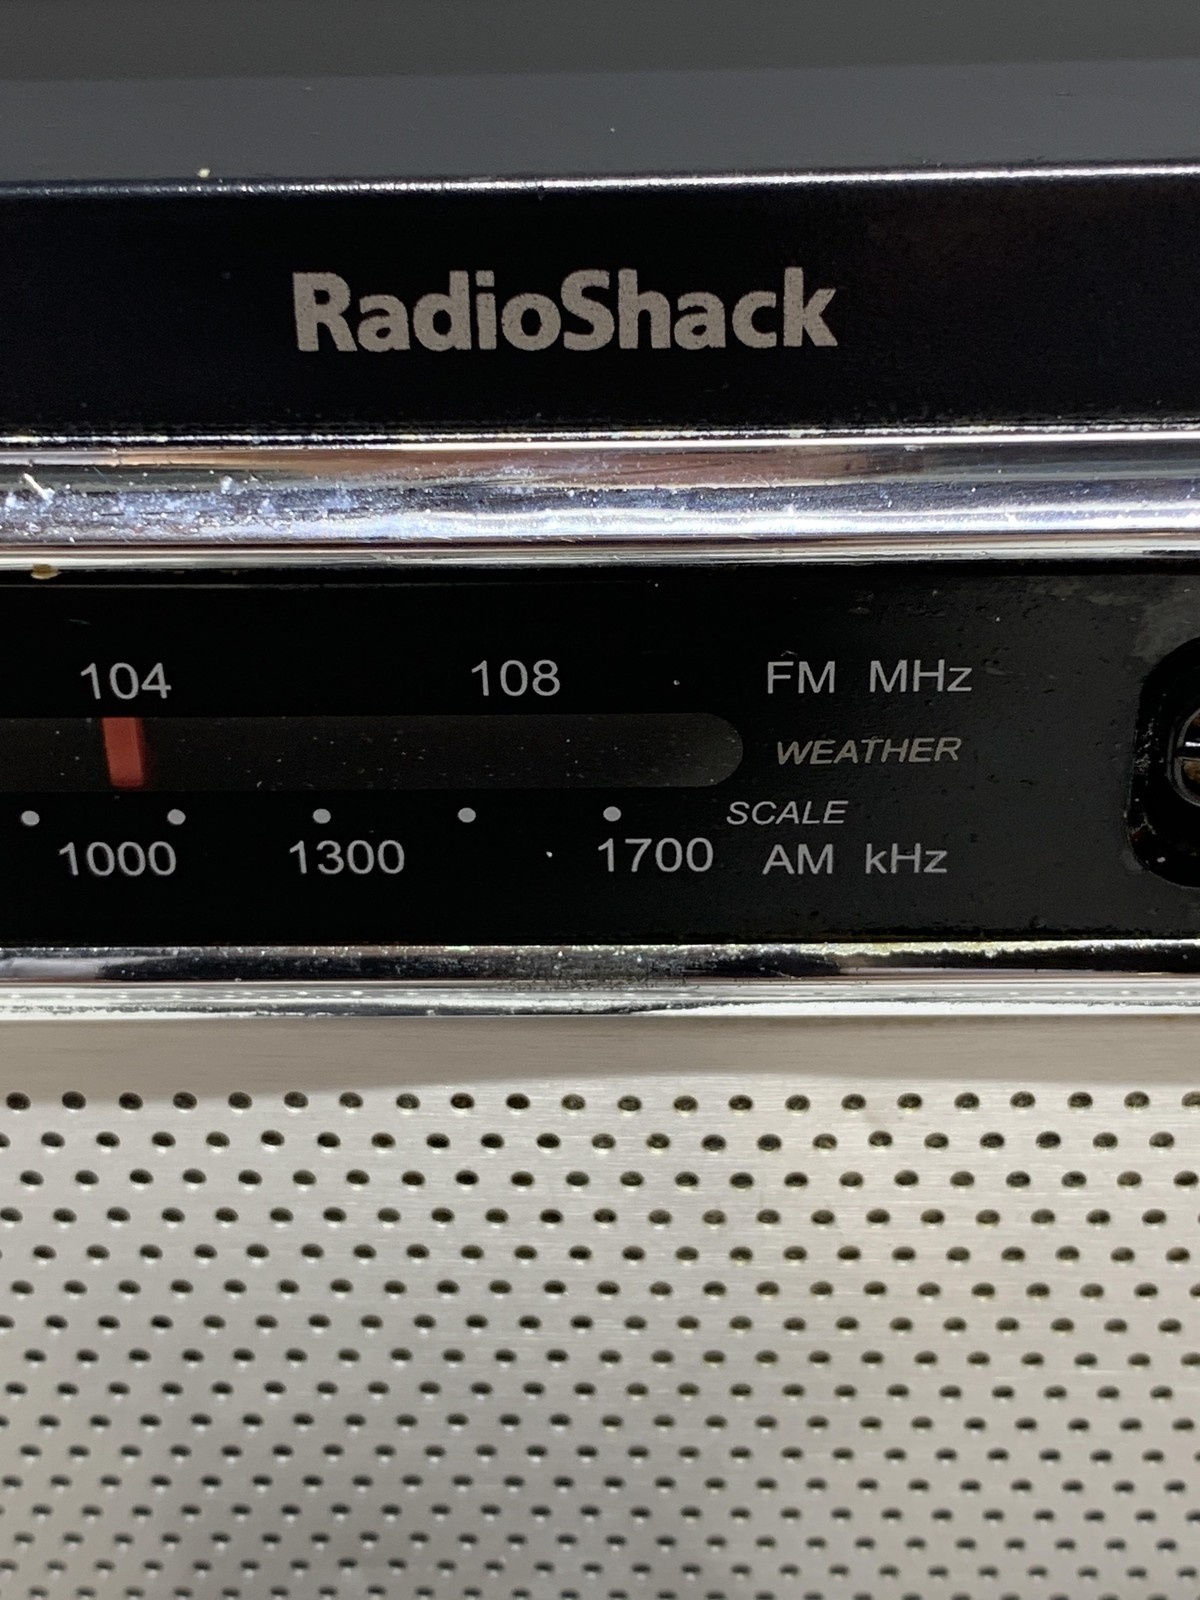 RadioShack
104 108 FM MHz
WEATHER
SCALE
1000 1300 1700 AM kHz